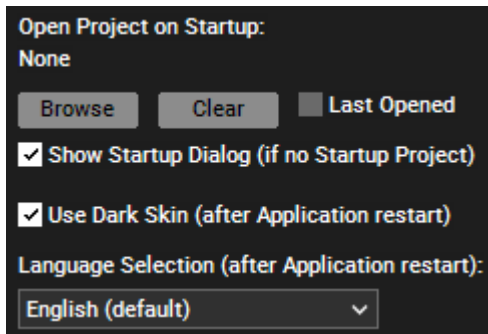 Open Project on Startup:
None
Browse Clear Last Opened
Show Startup Dialog (if no Startup Project)
Use Dark Skin (after Application restart)
Language Selection (after Application restart):
English (default)